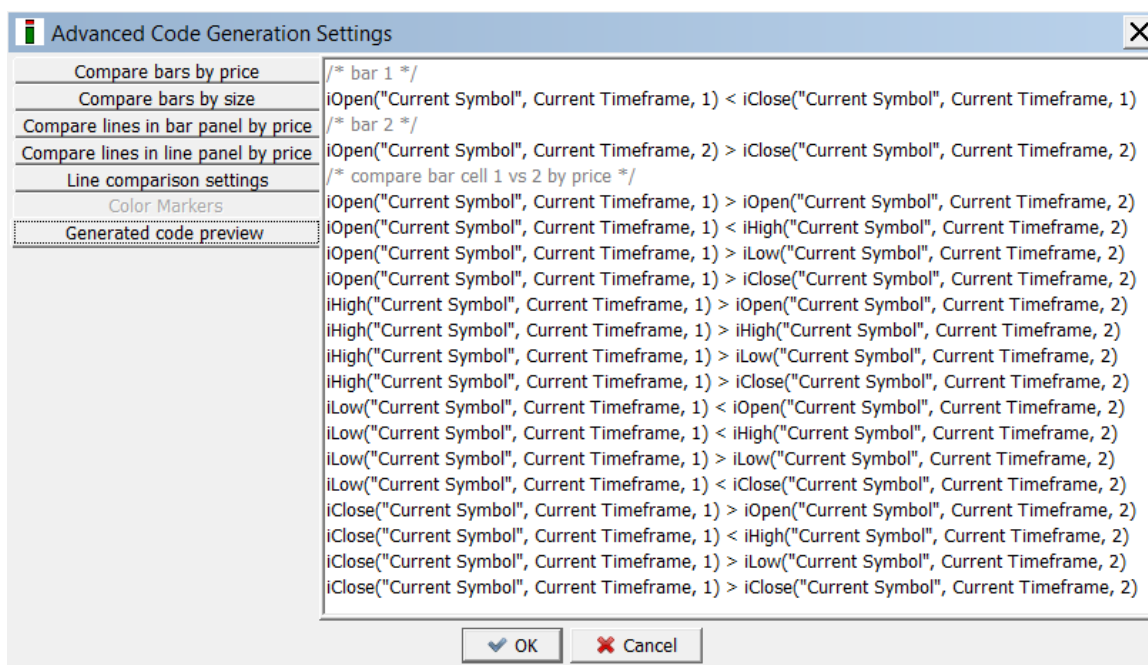 Advanced Code Generation Settings
Compare bars by price
Compare bars by size
Compare lines in bar panel by price
Compare lines in line panel by price
Line comparison settings
Color Markers
Generated code preview
/* bar 1 */
iOpen("Current Symbol", Current Timeframe, 1) < iClose("Current Symbol", Current Timeframe, 1)
/* bar 2 */
iOpen("Current Symbol", Current Timeframe, 2) > iClose("Current Symbol", Current Timeframe, 2)
/* compare bar cell 1 vs 2 by price */
iOpen("Current Symbol", Current Timeframe, 1) > iOpen("Current Symbol", Current Timeframe, 2)
iOpen("Current Symbol", Current Timeframe, 1) < iHigh("Current Symbol", Current Timeframe, 2)
iOpen("Current Symbol", Current Timeframe, 1) > iLow("Current Symbol", Current Timeframe, 2)
iOpen("Current Symbol", Current Timeframe, 1) > iClose("Current Symbol", Current Timeframe, 2)
iHigh("Current Symbol", Current Timeframe, 1) > iOpen("Current Symbol", Current Timeframe, 2)
iHigh("Current Symbol", Current Timeframe, 1) > iHigh("Current Symbol", Current Timeframe, 2)
iHigh("Current Symbol", Current Timeframe, 1) > iLow("Current Symbol", Current Timeframe, 2)
iHigh("Current Symbol", Current Timeframe, 1) > iClose("Current Symbol", Current Timeframe, 2)
iLow("Current Symbol", Current Timeframe, 1) < iOpen("Current Symbol", Current Timeframe, 2)
iLow("Current Symbol", Current Timeframe, 1) < iHigh("Current Symbol", Current Timeframe, 2)
iLow("Current Symbol", Current Timeframe, 1) > iLow("Current Symbol", Current Timeframe, 2)
iLow("Current Symbol", Current Timeframe, 1) < iClose("Current Symbol", Current Timeframe, 2)
iClose("Current Symbol", Current Timeframe, 1) > iOpen("Current Symbol", Current Timeframe, 2)
iClose("Current Symbol", Current Timeframe, 1) < iHigh("Current Symbol", Current Timeframe, 2)
iClose("Current Symbol", Current Timeframe, 1) > iLow("Current Symbol", Current Timeframe, 2)
iClose("Current Symbol", Current Timeframe, 1) > iClose("Current Symbol", Current Timeframe, 2)
OK
Cancel